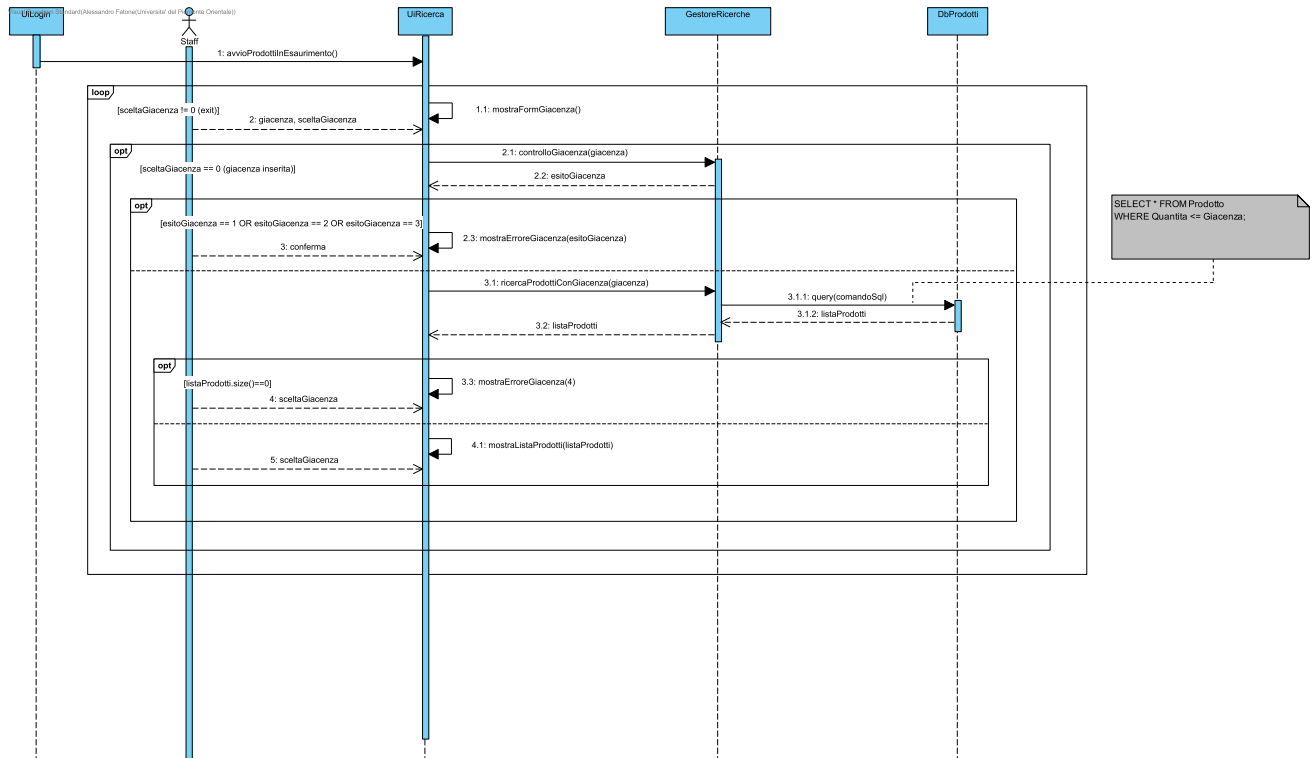 Standard(Alessandro Fatone(Universita' del Piemonte Orientale))
UiLogin
Staff
UiRicerca
GestoreRicerche
DbProdotti
1: avvioProdottiInEsaurimento()
loop
[sceltaGiacenza != 0 (exit)]
1.1: mostraFormGiacenza()
2: giacenza, sceltaGiacenza
opt
2.1: controlloGiacenza(giacenza)
[sceltaGiacenza == 0 (giacenza inserita)]
2.2: esitoGiacenza
opt
SELECT * FROM Prodotto
WHERE Quantita <= Giacenza;
[esitoGiacenza == 1 OR esitoGiacenza == 2 OR esitoGiacenza == 3]
2.3: mostraErroreGiacenza(esitoGiacenza)
3: conferma
3.1: ricercaProdottiConGiacenza(giacenza)
3.1.1: query(comandoSql)
3.1.2: listaProdotti
3.2: listaProdotti
opt
[listaProdotti.size()==0]
3.3: mostraErroreGiacenza(4)
4: sceltaGiacenza
4.1: mostraListaProdotti(listaProdotti)
5: sceltaGiacenza